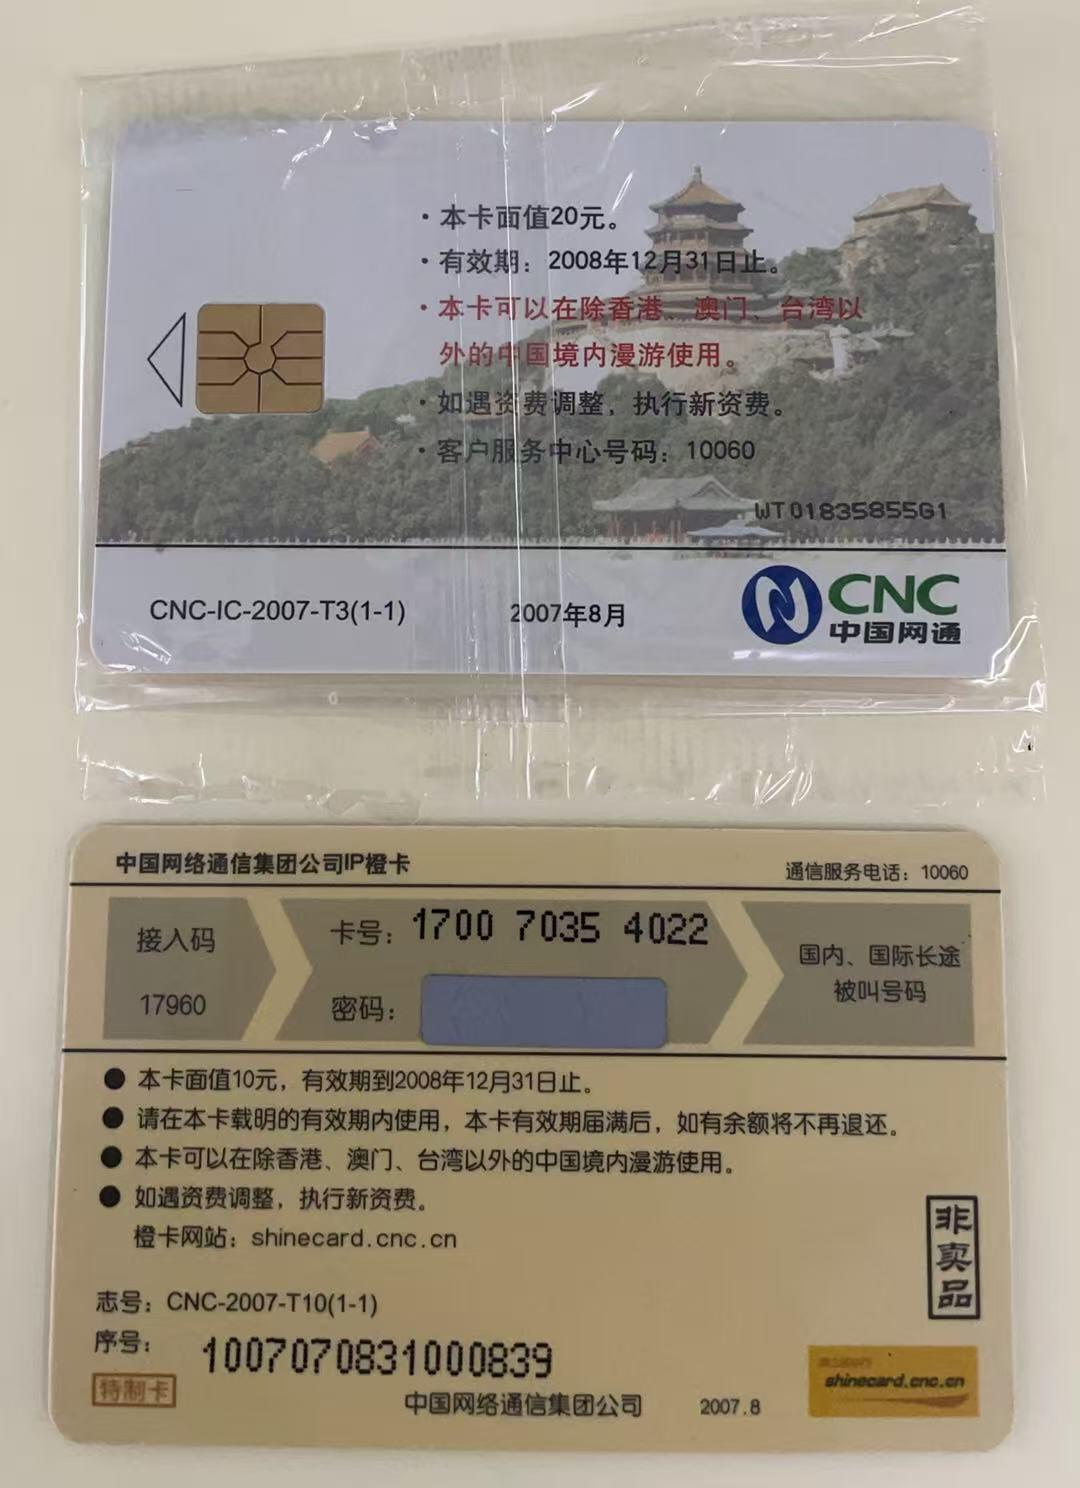 ·本卡面值20元。
·有效期：2008年12月31日止。
·本卡可以在除香港、澳门、台湾以
外的中国境内漫游使用。
·如遇资费调整，执行新资费。
·客户服务中心号码：10060
WT01835855G1
CNC-IC-2007-T3(1-1)
2007年8月
CNC
中国网通
中国网络通信集团公司IP橙卡
通信服务电话：10060
接入码
17960
卡号：1700 7035 4022
密码：
国内、国际长途
被叫号码
●本卡面值10元，有效期到2008年12月31日止。
●请在本卡载明的有效期内使用，本卡有效期届满后，如有余额将不再退还。
●本卡可以在除香港、澳门、台湾以外的中国境内漫游使用。
●如遇资费调整，执行新资费。
橙卡网站：shinecard.cnc.cn
非卖品
志号：CNC-2007-T10(1-1)
序号：1007070831000839
特制卡
中国网络通信集团公司
2007.8
shinecard.cnc.cn